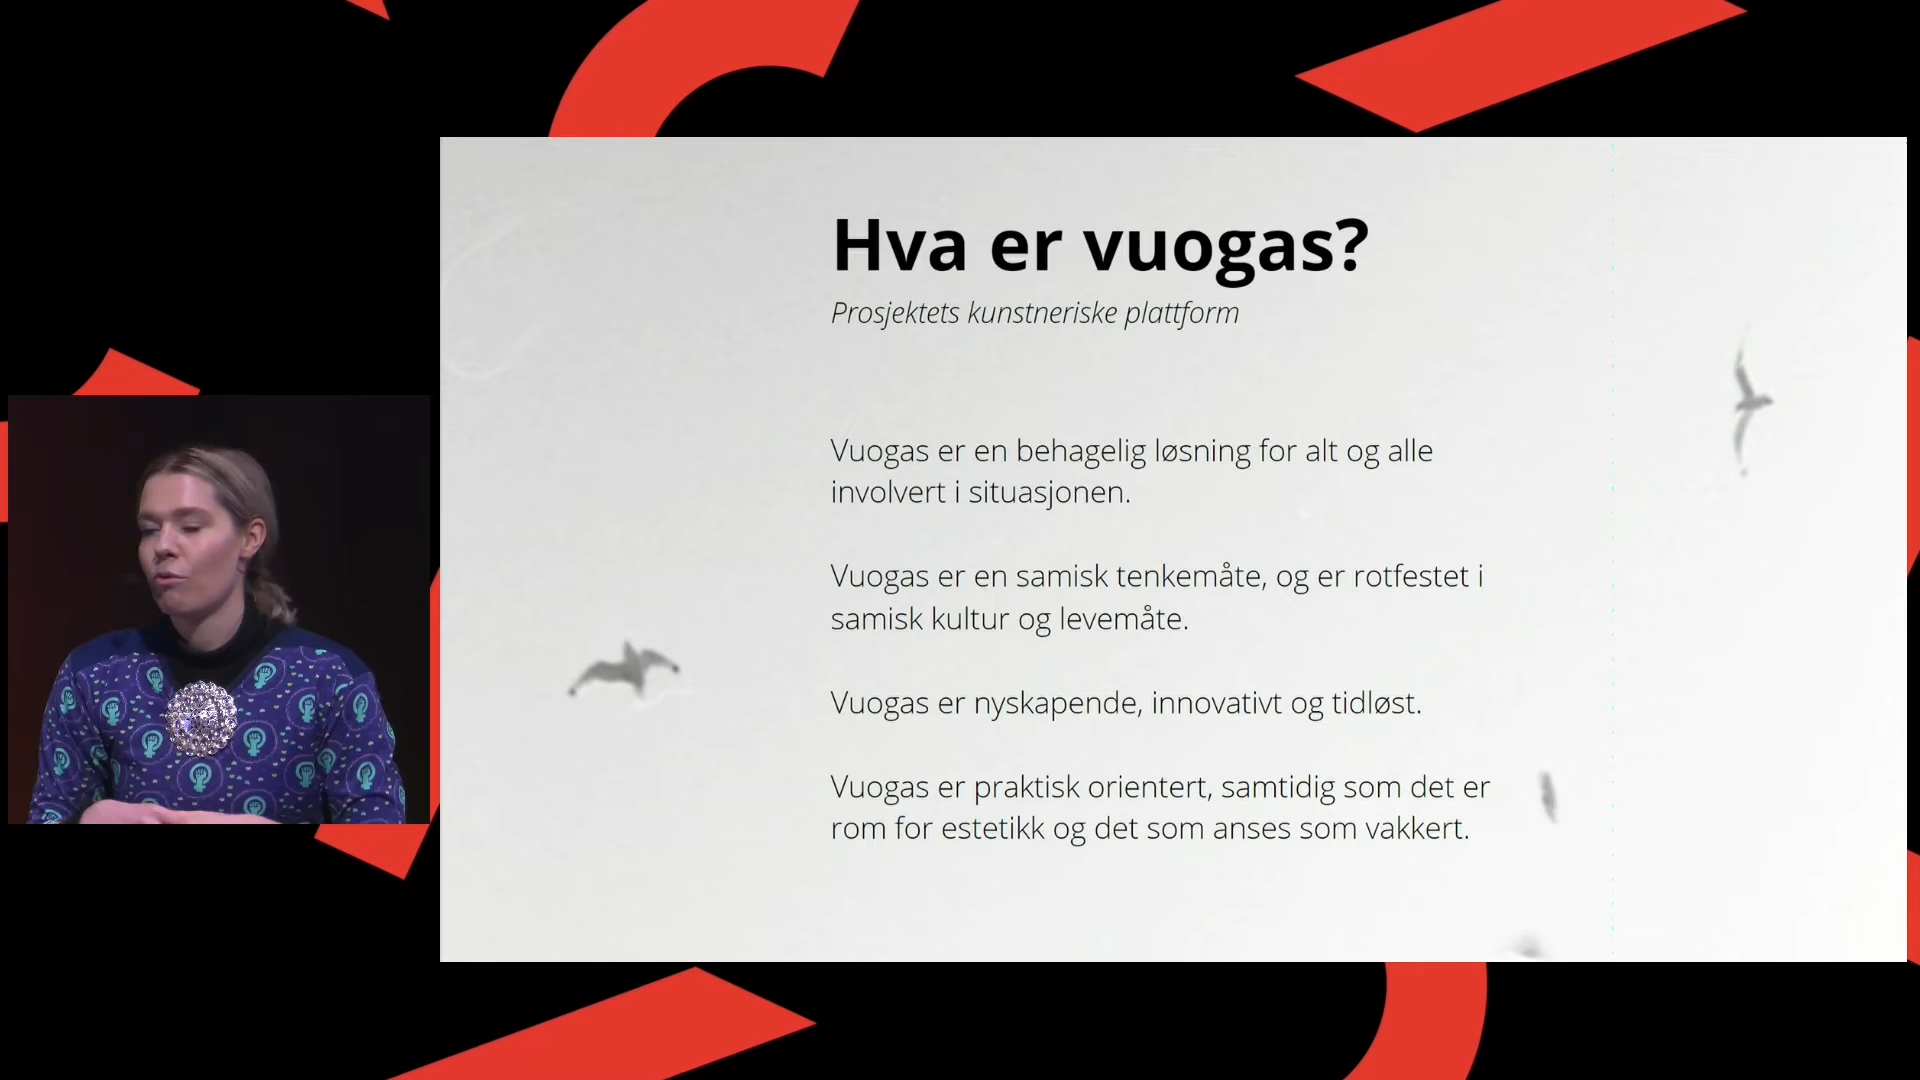 Hva er vuogas?
Prosjektets kunstneriske plattform
Vuogas er en behagelig løsning for alt og alle
involvert i situasjonen.
Vuogas er en samisk tenkemåte, og er rotfestet i
samisk kultur og levemåte.
Vuogas er nyskapende, innovativt og tidløst.
Vuogas er praktisk orientert, samtidig som det er
rom for estetikk og det som anses som vakkert.